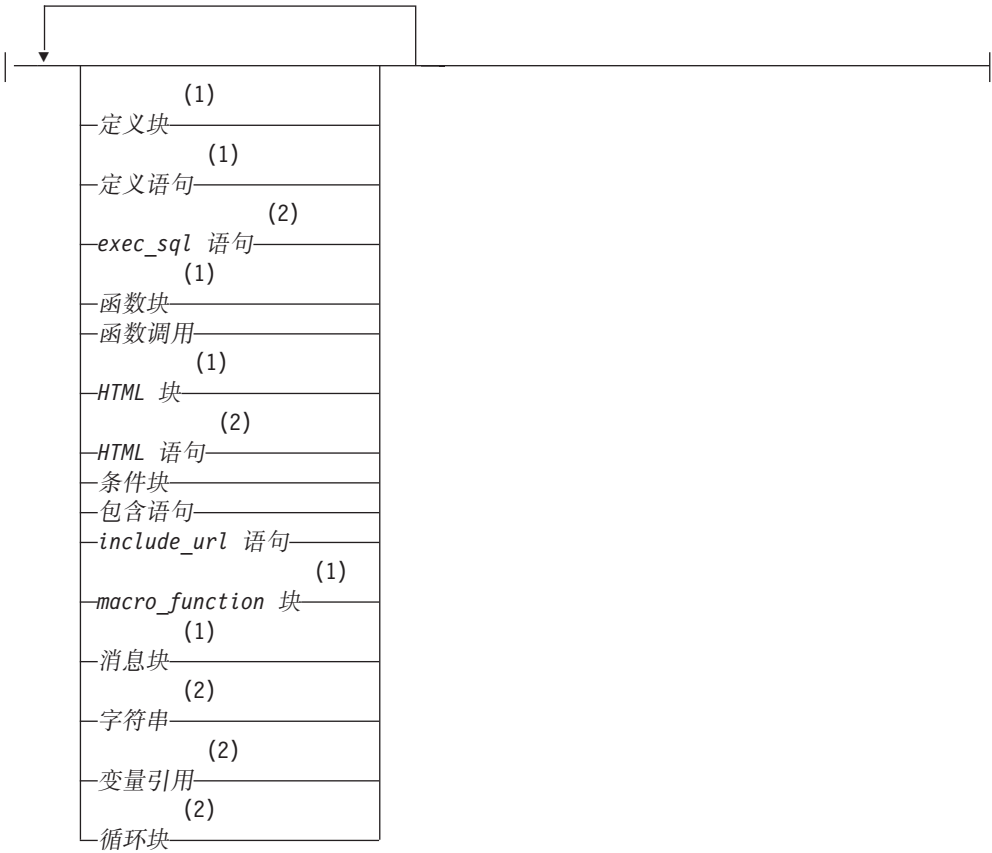 (1)
定义块
(1)
定义语句
(2)
exec_sql 语句
(1)
函数块
函数调用
(1)
HTML 块
(2)
HTML 语句
条件块
包含语句
include_url 语句
(1)
macro_function 块
(1)
消息块
(2)
字符串
(2)
变量引用
(2)
循环块